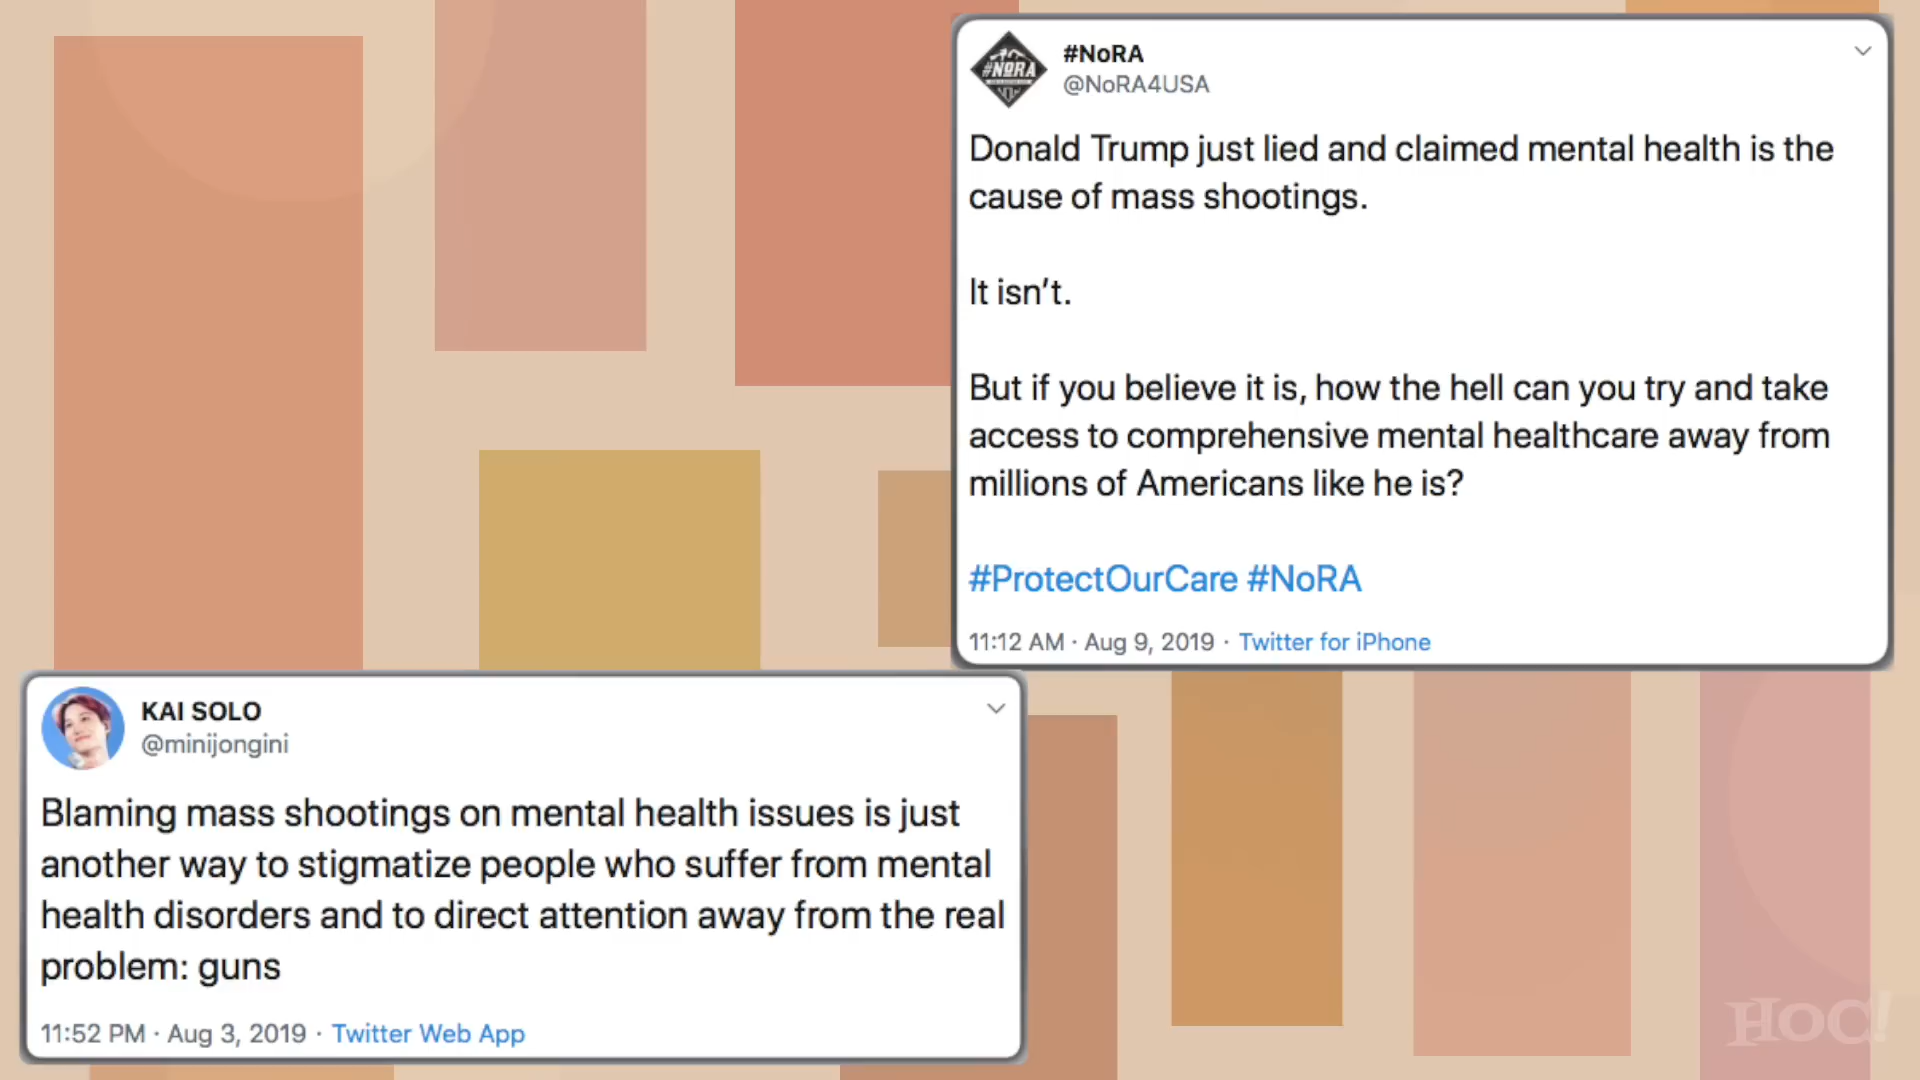 #NoRA
#NoRA
@NoRA4USA
Donald Trump just lied and claimed mental health is the
cause of mass shootings.
It isn't.
But if you believe it is, how the hell can you try and take
access to comprehensive mental healthcare away from
millions of Americans like he is?
#ProtectOurCare #NoRA
11:12 AM · Aug 9, 2019 · Twitter for iPhone
KAI SOLO
@minijongini
Blaming mass shootings on mental health issues is just
another way to stigmatize people who suffer from mental
health disorders and to direct attention away from the real
problem: guns
11:52 PM · Aug 3, 2019 · Twitter Web App
HOC!